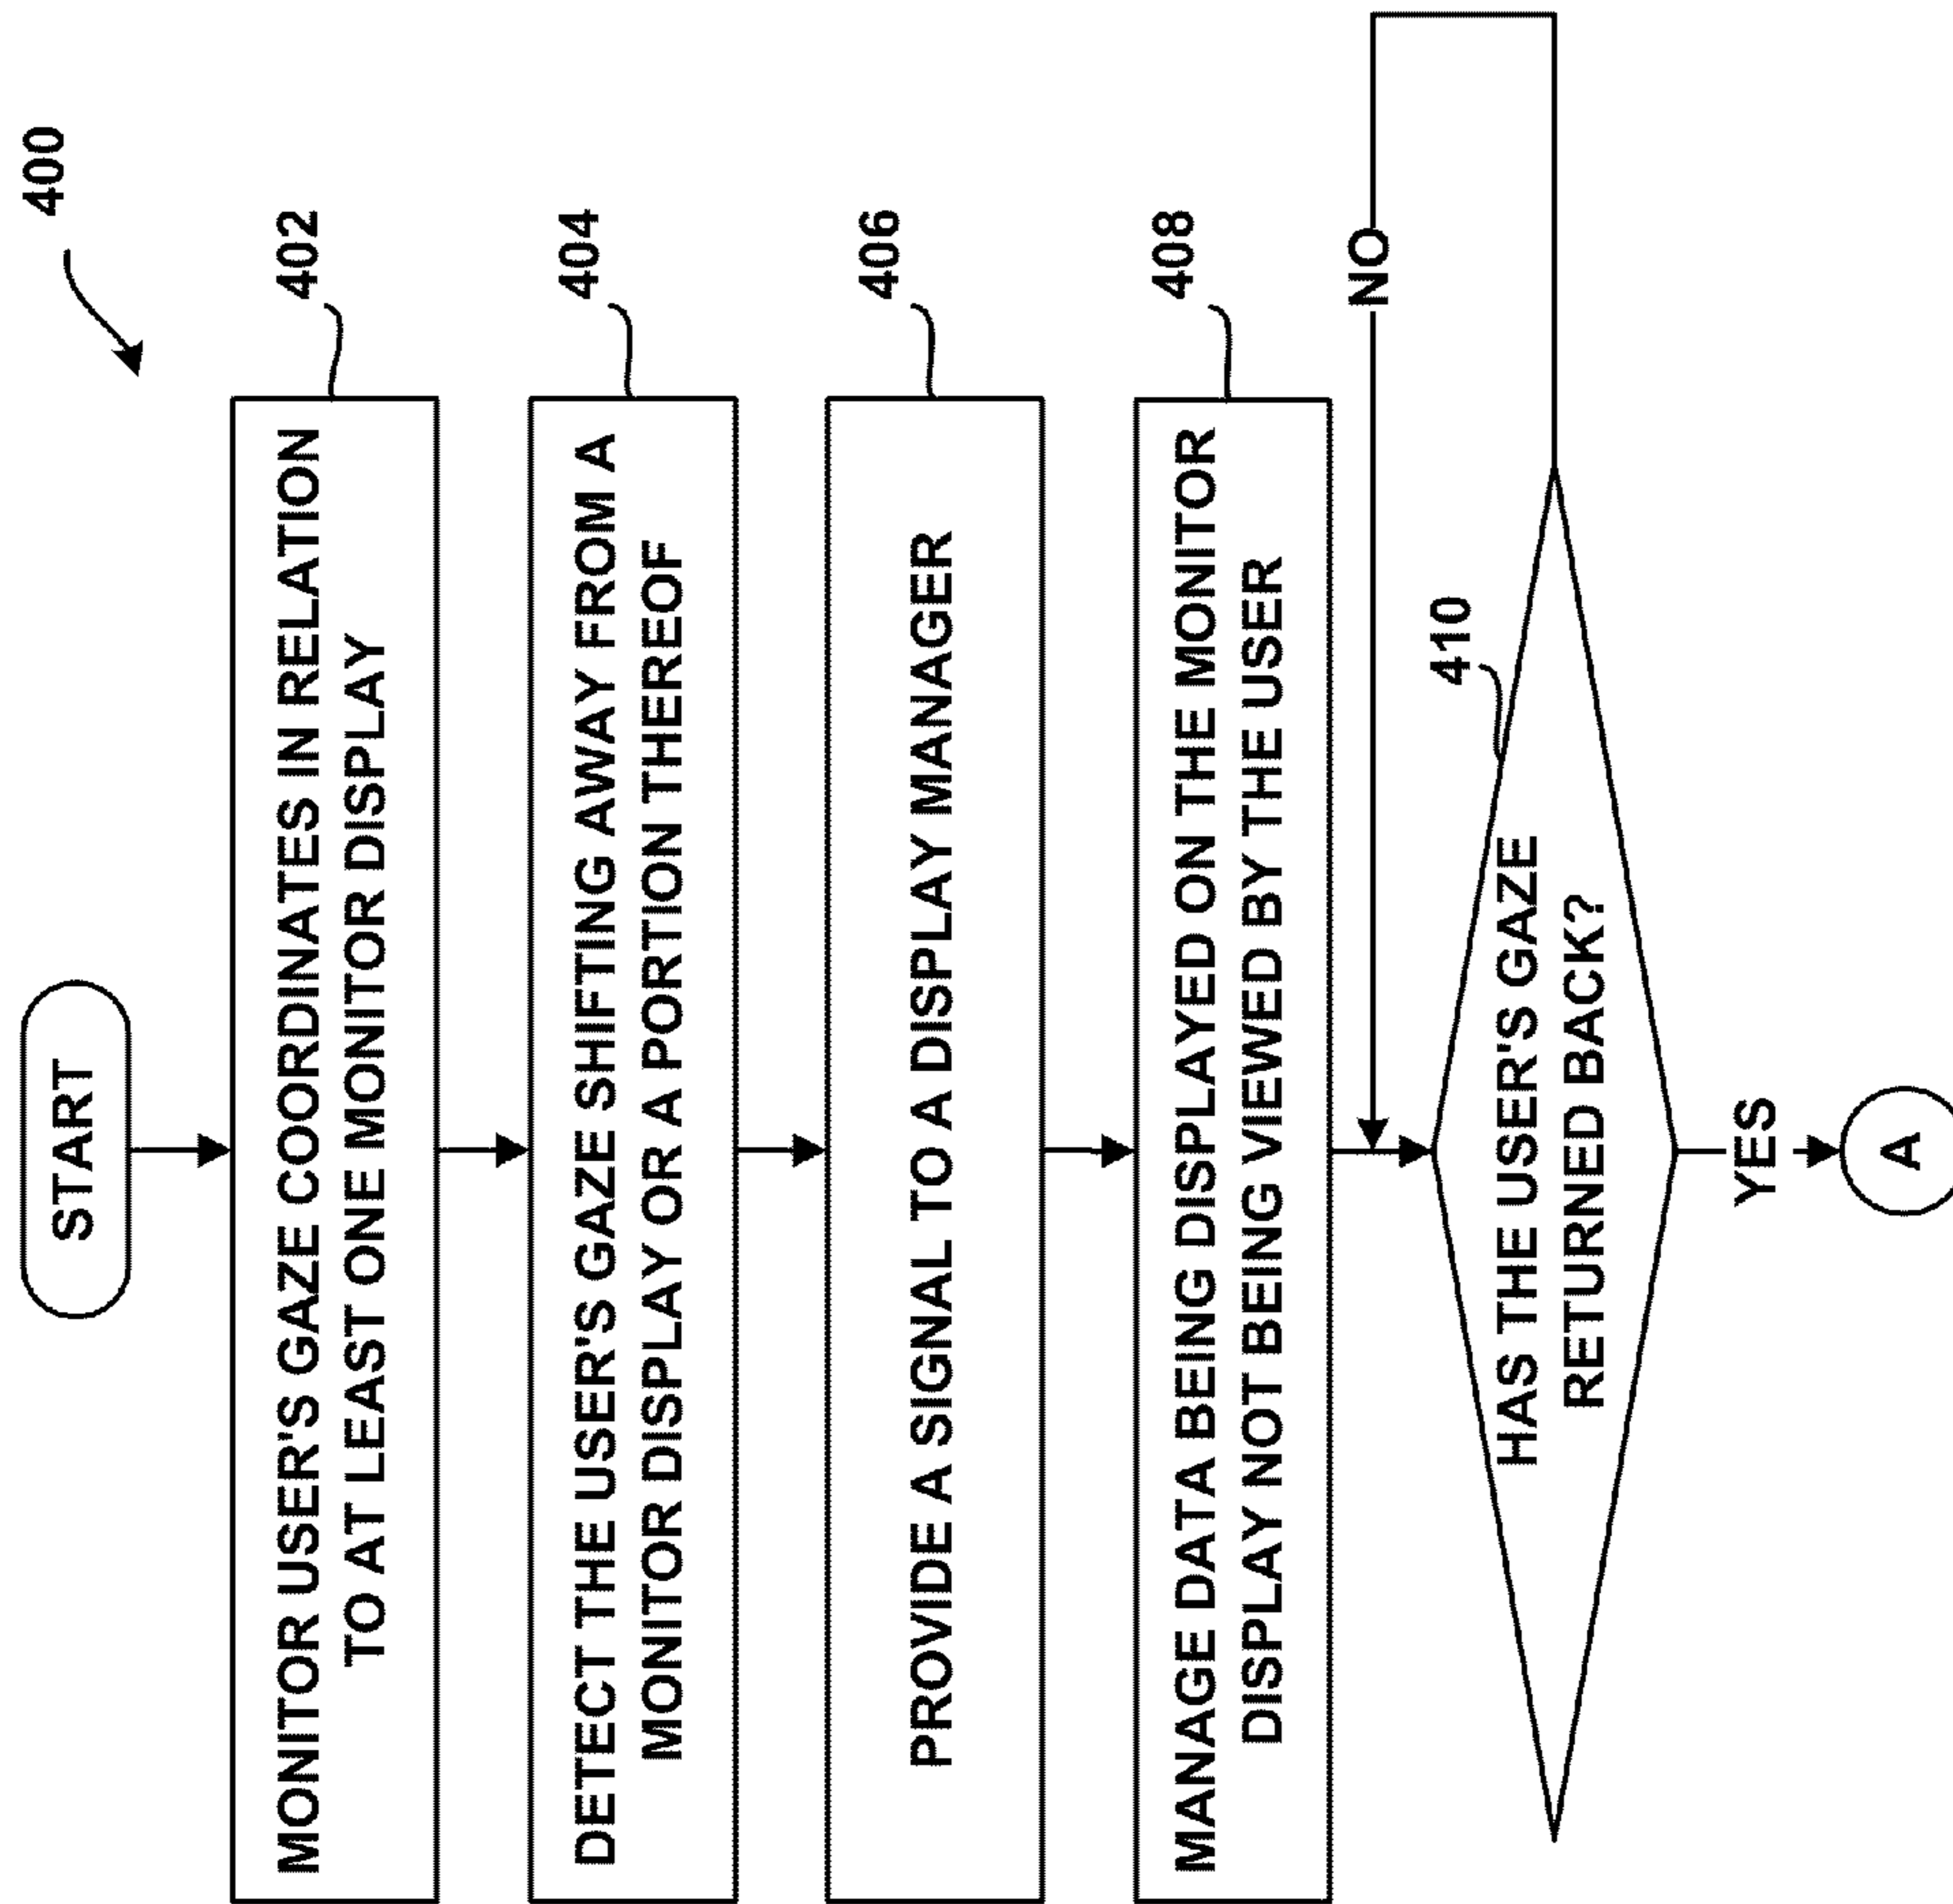 400
START
MONITOR USER'S GAZE COORDINATES IN RELATION
TO AT LEAST ONE MONITOR DISPLAY
402
DETECT THE USER'S GAZE SHIFTING AWAY FROM A
MONITOR DISPLAY OR A PORTION THEREOF
404
PROVIDE A SIGNAL TO A DISPLAY MANAGER
406
MANAGE DATA BEING DISPLAYED ON THE MONITOR
DISPLAY NOT BEING VIEWED BY THE USER
408
NO
410
HAS THE USER'S GAZE
RETURNED BACK?
YES
A